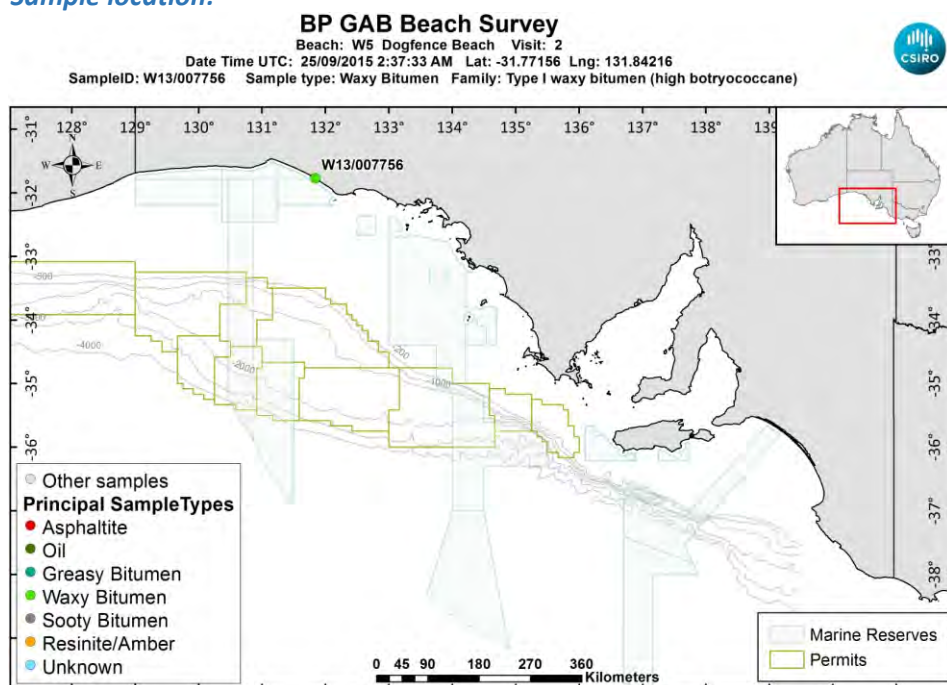 Sample location:
BP GAB Beach Survey
Beach: W5 Dogfence Beach Visit: 2
Date Time UTC: 25/09/2015 2:37:33 AM Lat: -31.77156 Lng: 131.84216
SampleID: W13/007756 Sample type: Waxy Bitumen Family: Type I waxy bitumen (high botryococcane)
CSIRO
128° 129° 130° 131° 132° 133° 134° 135° 136° 137° 138° 139
-31°
W E
N
S
W13/007756
-32°
-32°
-33°
-33°
-34°
-34°
-35°
-35°
-36°
-36°
-37°
-37°
-38°
-38°
-200
-1000
-2000
-4000
Other samples
Principal SampleTypes
Asphaltite
Oil
Greasy Bitumen
Waxy Bitumen
Sooty Bitumen
Resinite/Amber
Unknown
0 45 90 180 270 360
Kilometers
Marine Reserves
Permits